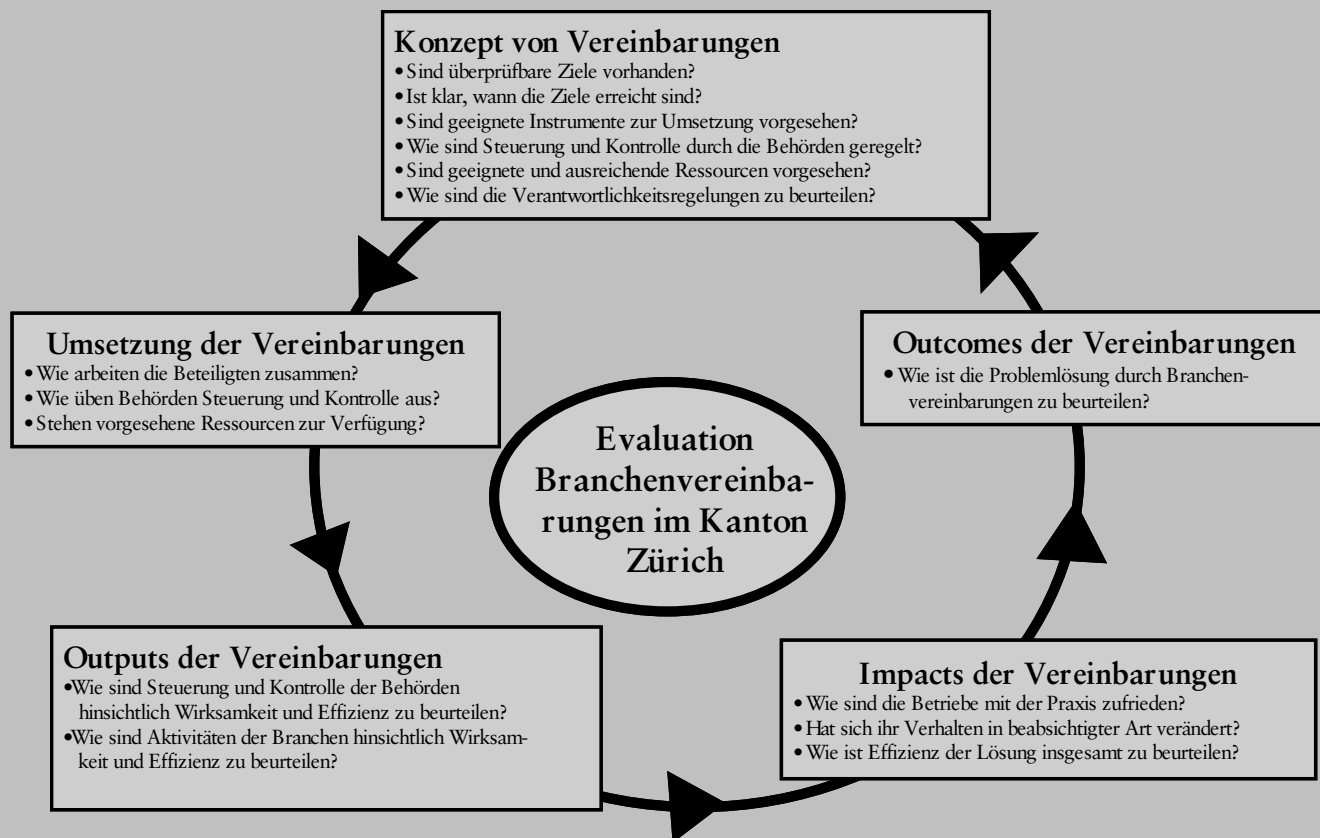 Konzept von Vereinbarungen
• Sind überprüfbare Ziele vorhanden?
• Ist klar, wann die Ziele erreicht sind?
• Sind geeignete Instrumente zur Umsetzung vorgesehen?
• Wie sind Steuerung und Kontrolle durch die Behörden geregelt?
• Sind geeignete und ausreichende Ressourcen vorgesehen?
• Wie sind die Verantwortlichkeitsregelungen zu beurteilen?
Umsetzung der Vereinbarungen
• Wie arbeiten die Beteiligten zusammen?
• Wie üben Behörden Steuerung und Kontrolle aus?
• Stehen vorgesehene Ressourcen zur Verfügung?
Outcomes der Vereinbarungen
• Wie ist die Problemlösung durch Branchen-
vereinbarungen zu beurteilen?
Evaluation
Branchenvereinba-
rungen im Kanton
Zürich
Outputs der Vereinbarungen
•Wie sind Steuerung und Kontrolle der Behörden
hinsichtlich Wirksamkeit und Effizienz zu beurteilen?
•Wie sind Aktivitäten der Branchen hinsichtlich Wirksam-
keit und Effizienz zu beurteilen?
Impacts der Vereinbarungen
• Wie sind die Betriebe mit der Praxis zufrieden?
• Hat sich ihr Verhalten in beabsichtigter Art verändert?
• Wie ist Effizienz der Lösung insgesamt zu beurteilen?